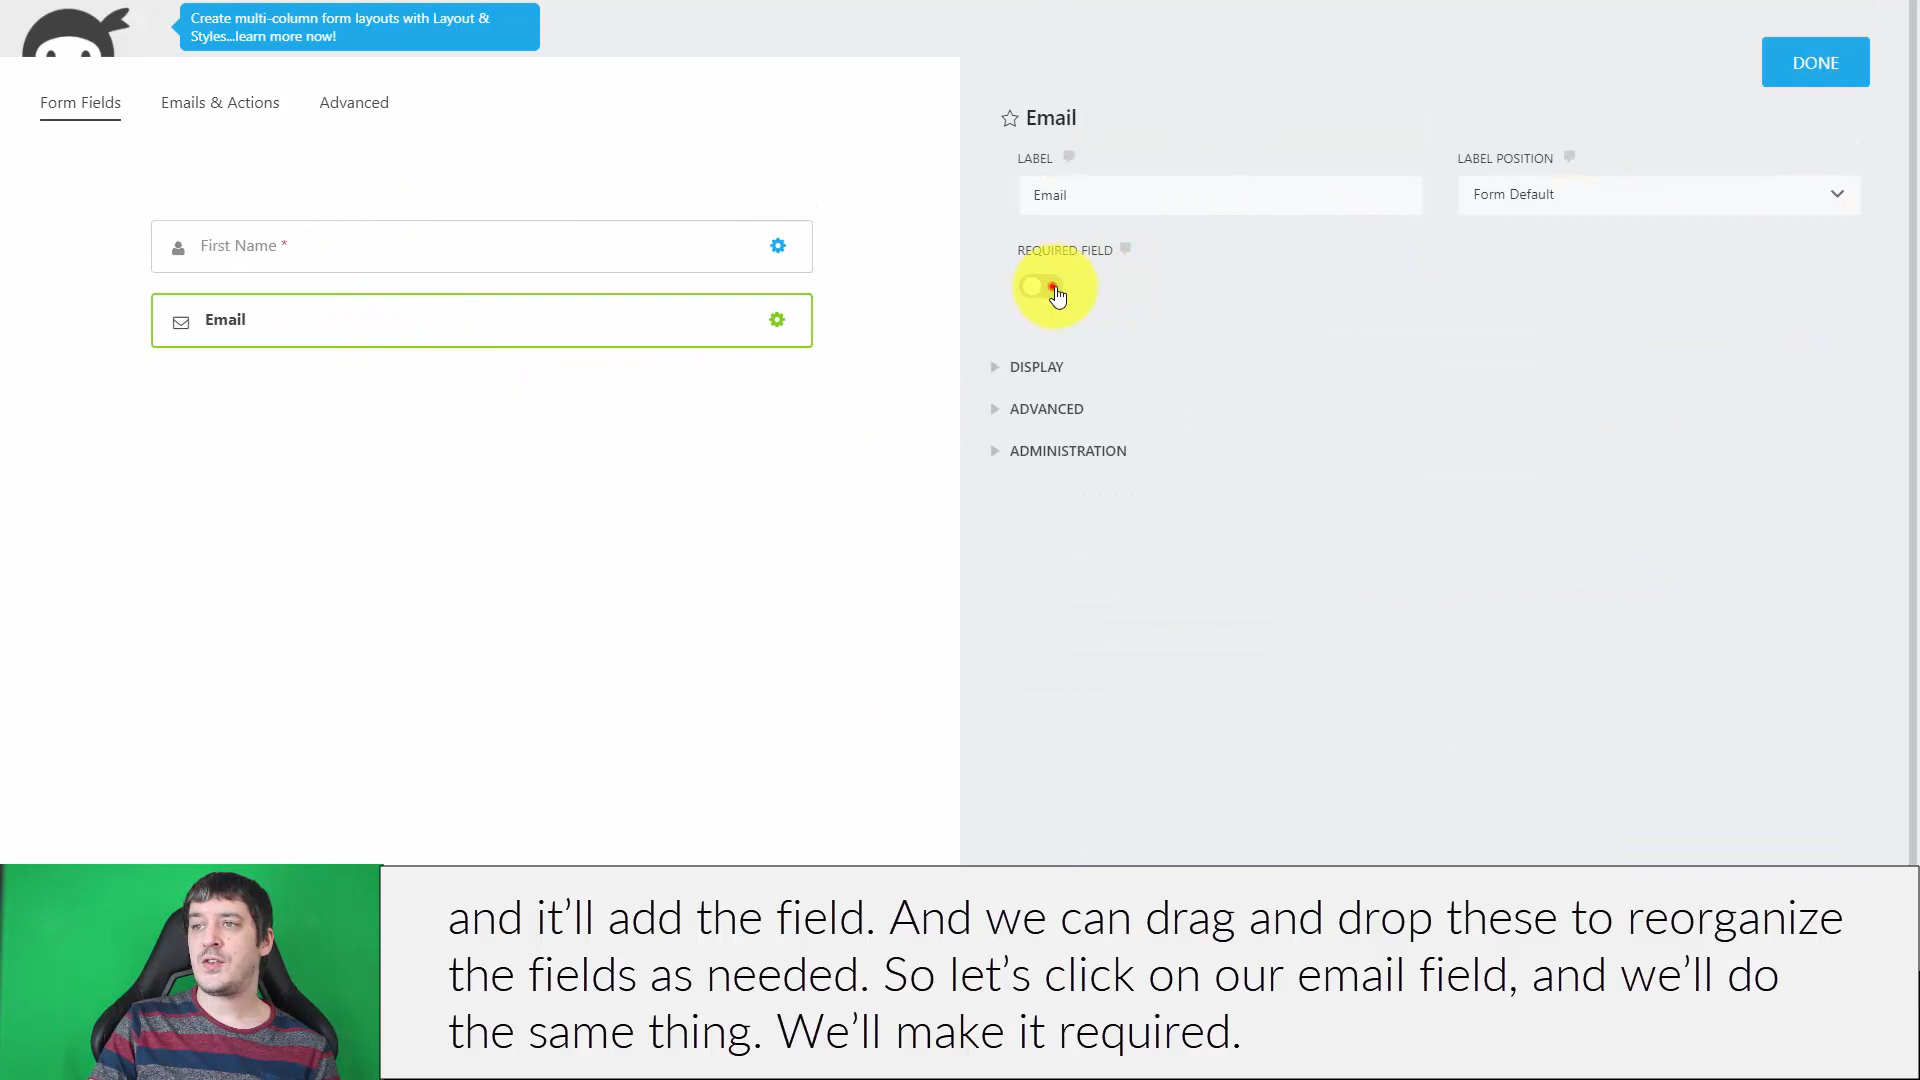 Create multi-column form layouts with Layout &
Styles...learn more now!
DONE
Form Fields
Emails & Actions
Advanced
Email
LABEL
LABEL POSITION
Email
Form Default
First Name *
REQUIRED FIELD
Email
DISPLAY
ADVANCED
ADMINISTRATION
and it’ll add the field. And we can drag and drop these to reorganize
the fields as needed. So let’s click on our email field, and we’ll do
the same thing. We’ll make it required.